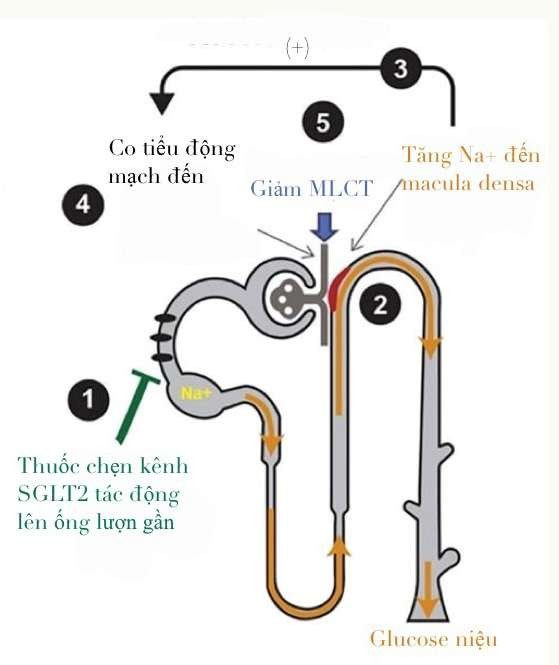 (+)
3
5
Co tiểu động
mạch đến
Tăng Na+ đến
macula densa
Giảm MLCT
4
2
1
Na+
Thuốc chẹn kênh
SGLT2 tác động
lên ống lượn gần
Glucose niệu